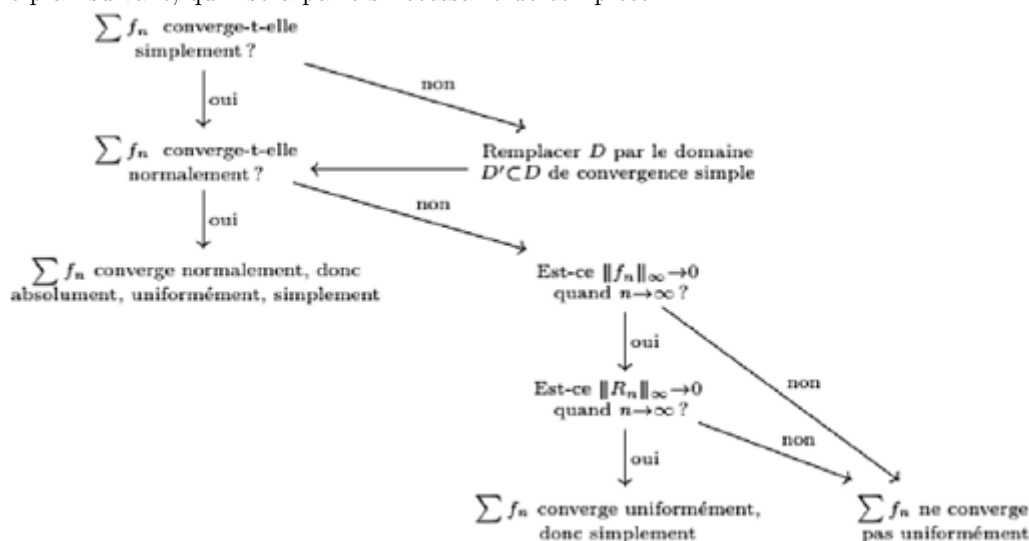 ∑ fₙ converge-t-elle
simplement ?
non
oui
∑ fₙ converge-t-elle
normalement ?
Remplacer D par le domaine
D′⊂D de convergence simple
non
oui
∑ fₙ converge normalement, donc
absolument, uniformément, simplement
Est-ce ‖fₙ‖∞→0
quand n→∞ ?
oui
non
Est-ce ‖Rₙ‖∞→0
quand n→∞ ?
non
oui
∑ fₙ converge uniformément,
donc simplement
∑ fₙ ne converge
pas uniformément